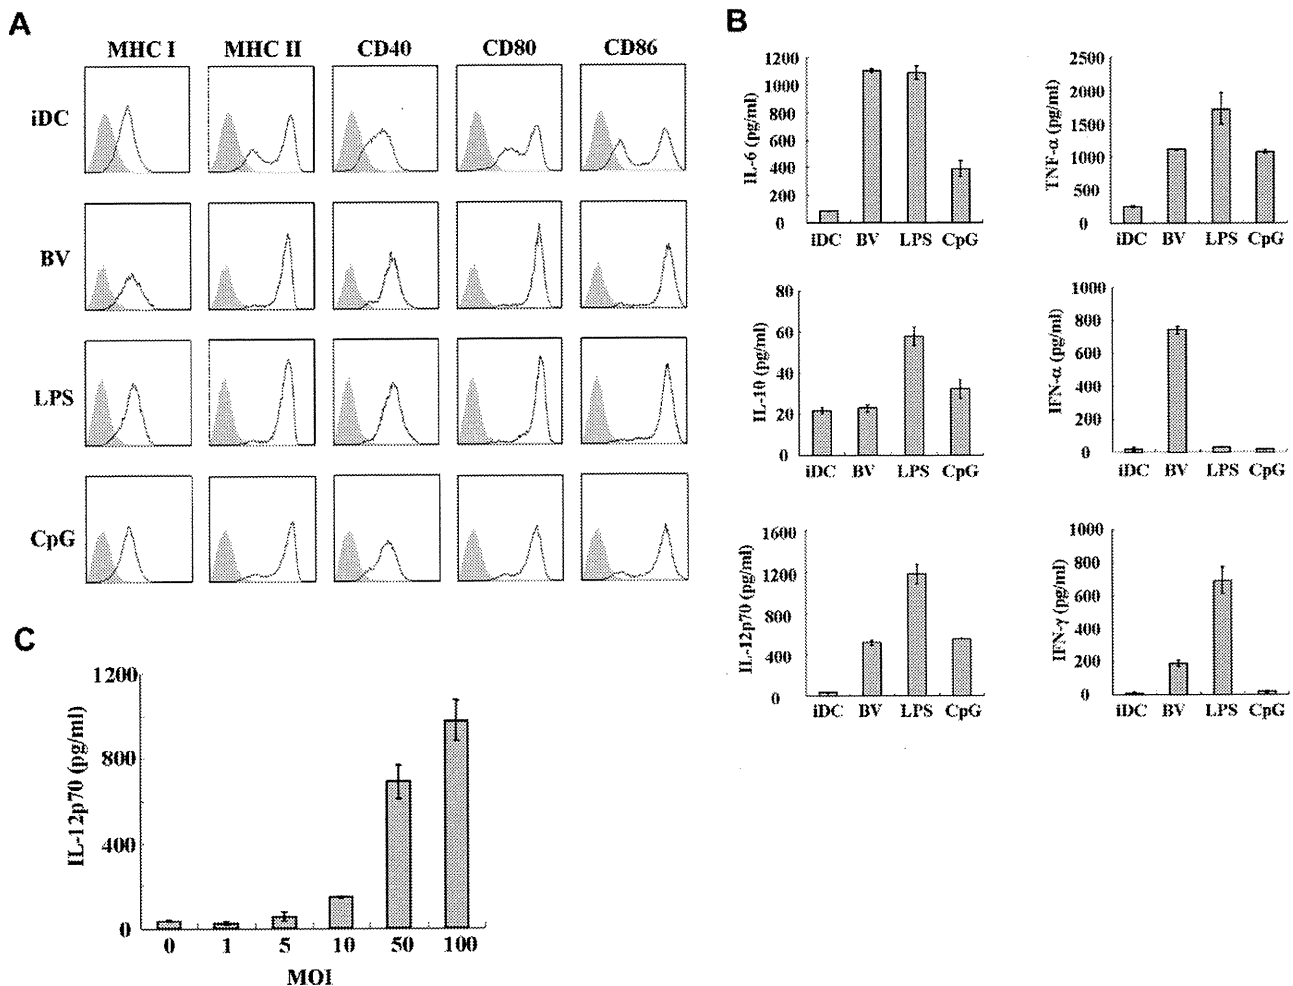 A
MHC I MHC II CD40 CD80 CD86
iDC
BV
LPS
CpG
B
IL-6 (pg/ml)
1200
1000
800
600
400
200
0
iDC BV LPS CpG
TNF-α (pg/ml)
2500
2000
1500
1000
500
0
iDC BV LPS CpG
IL-10 (pg/ml)
80
60
40
20
0
iDC BV LPS CpG
IFN-α (pg/ml)
1000
800
600
400
200
0
iDC BV LPS CpG
IL-12p70 (pg/ml)
1600
1200
800
400
0
iDC BV LPS CpG
IFN-γ (pg/ml)
1000
800
600
400
200
0
iDC BV LPS CpG
C
IL-12p70 (pg/ml)
1200
800
400
0
0 1 5 10 50 100
MOI